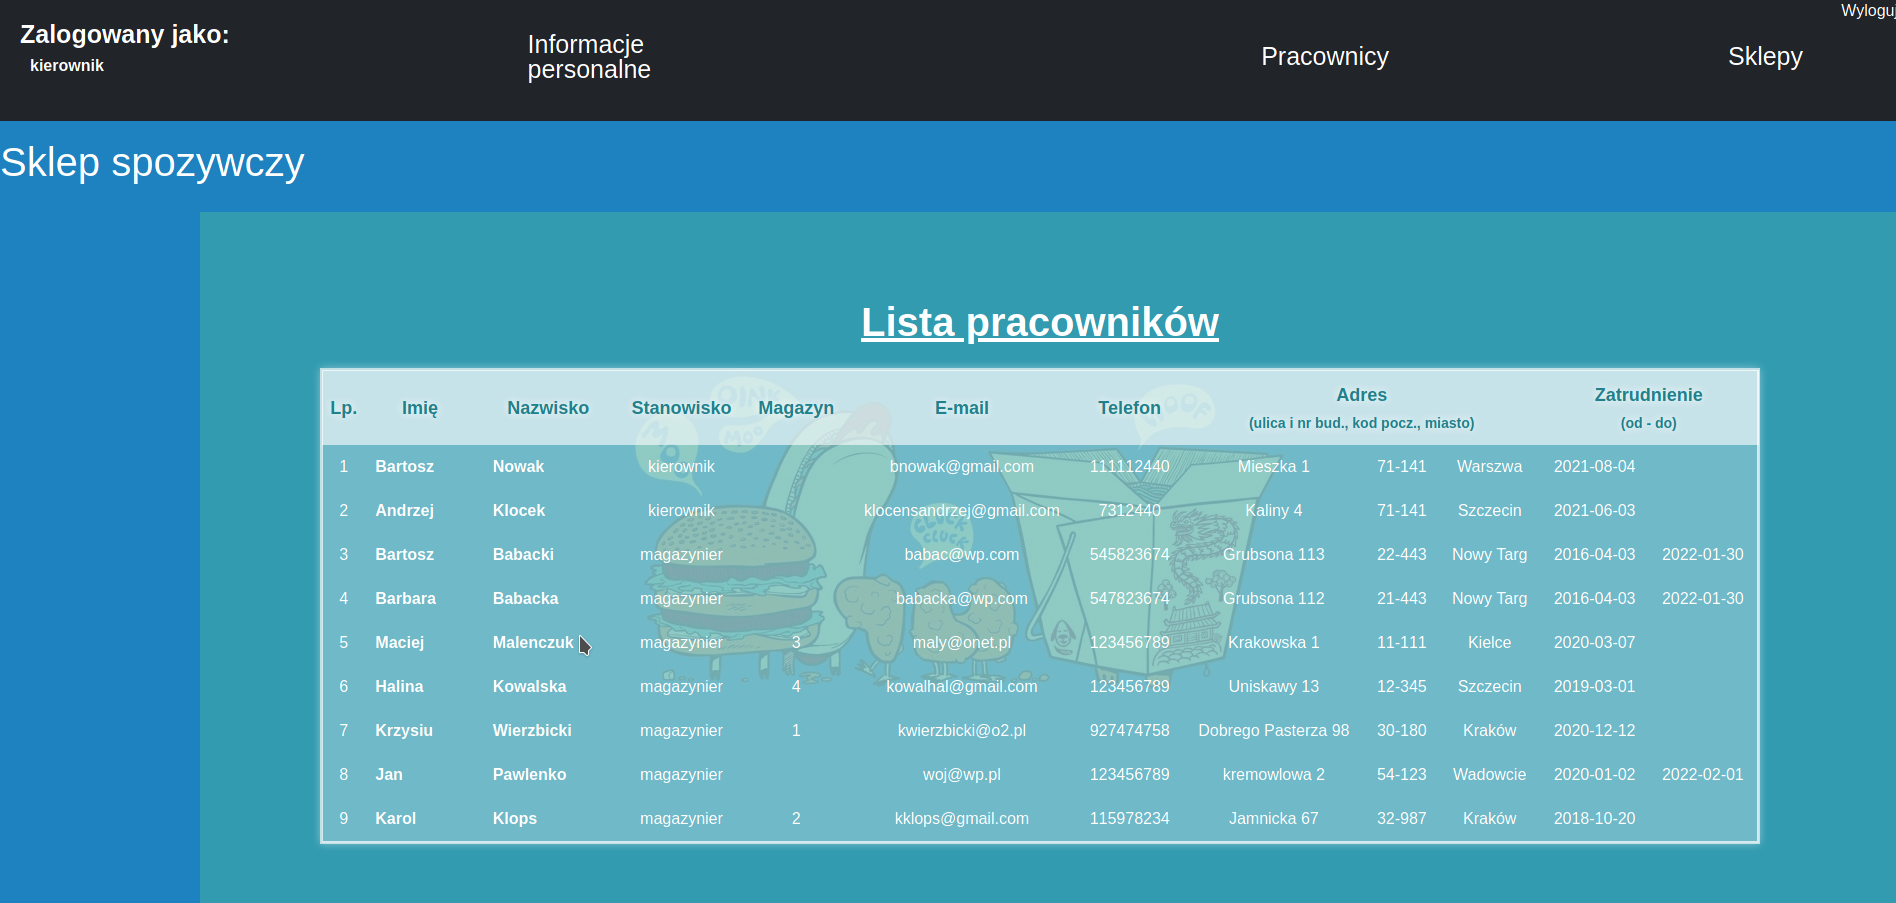 Wyloguj
Zalogowany jako:
kierownik
Informacje
personalne
Pracownicy
Sklepy
Sklep spozywczy
Lista pracowników
Lp. Imię Nazwisko Stanowisko Magazyn E-mail Telefon Adres (ulica i nr bud., kod pocz., miasto) Zatrudnienie (od - do)
1 Bartosz Nowak kierownik bnowak@gmail.com 111112440 Mieszka 1 71-141 Warszwa 2021-08-04
2 Andrzej Klocek kierownik klocensandrzej@gmail.com 7312440 Kaliny 4 71-141 Szczecin 2021-06-03
3 Bartosz Babacki magazynier babac@wp.com 545823674 Grubsona 113 22-443 Nowy Targ 2016-04-03 2022-01-30
4 Barbara Babacka magazynier babacka@wp.com 547823674 Grubsona 112 21-443 Nowy Targ 2016-04-03 2022-01-30
5 Maciej Malenczuk magazynier 3 maly@onet.pl 123456789 Krakowska 1 11-111 Kielce 2020-03-07
6 Halina Kowalska magazynier 4 kowalhal@gmail.com 123456789 Uniskawy 13 12-345 Szczecin 2019-03-01
7 Krzysiu Wierzbicki magazynier 1 kwierzbicki@o2.pl 927474758 Dobrego Pasterza 98 30-180 Kraków 2020-12-12
8 Jan Pawlenko magazynier woj@wp.pl 123456789 kremowlowa 2 54-123 Wadowcie 2020-01-02 2022-02-01
9 Karol Klops magazynier 2 kklops@gmail.com 115978234 Jamnicka 67 32-987 Kraków 2018-10-20
OINK
MOO
MOO
WOOF
CLUCK
CLUCK